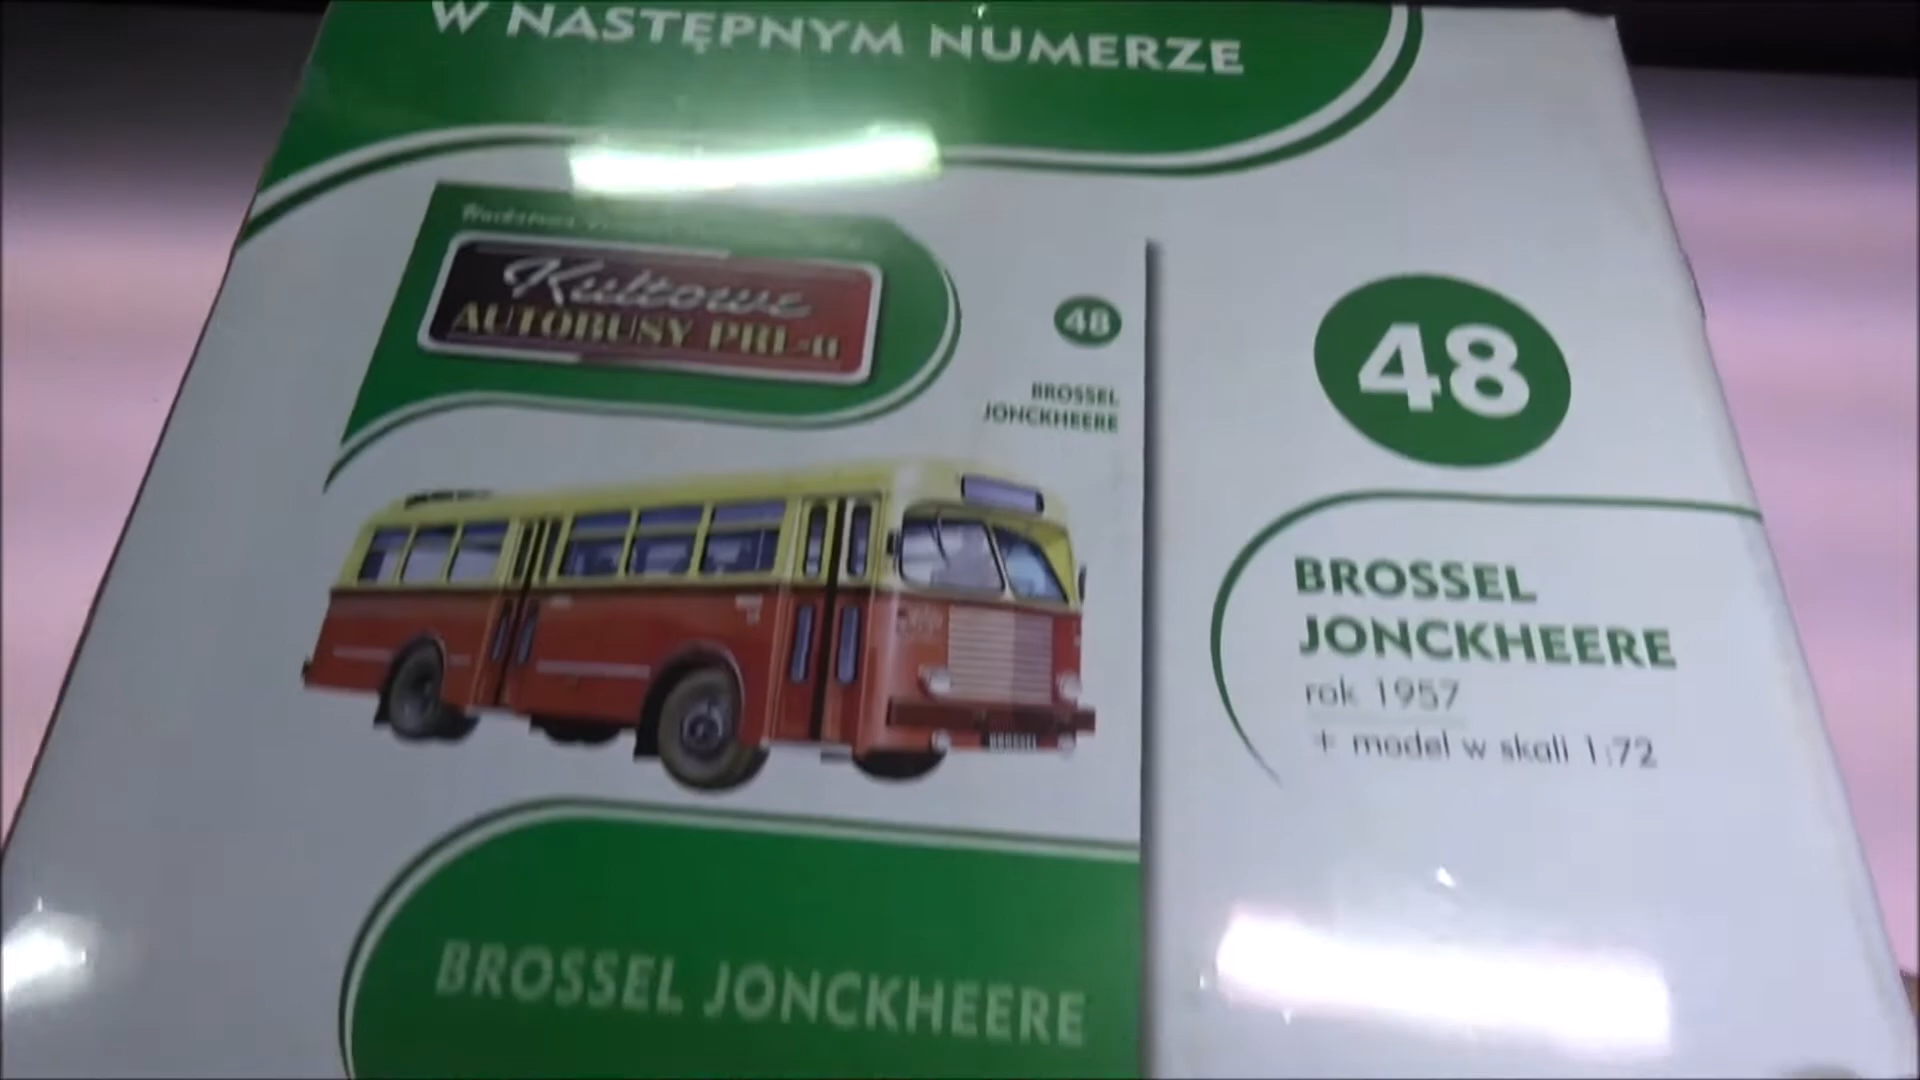 W NASTĘPNYM NUMERZE
Kultowe
AUTOBUSY PRL-u
48
BROSSEL
JONCKHEERE
48
BROSSEL
JONCKHEERE
rok 1957
+ model w skali 1:72
BROSSEL
BROSSEL JONCKHEERE